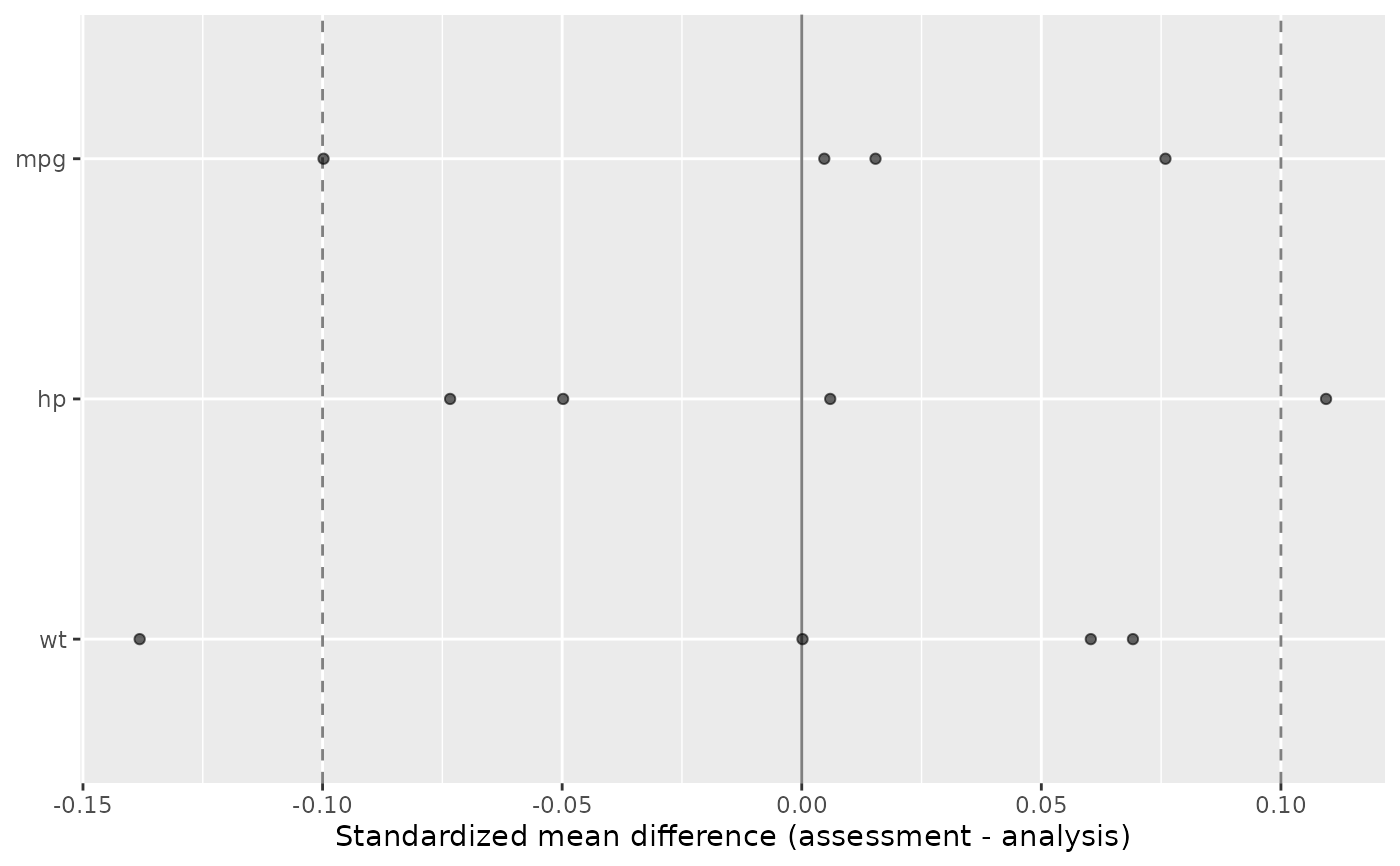 mpg
hp
wt
-0.15 -0.10 -0.05 0.00 0.05 0.10
Standardized mean difference (assessment - analysis)